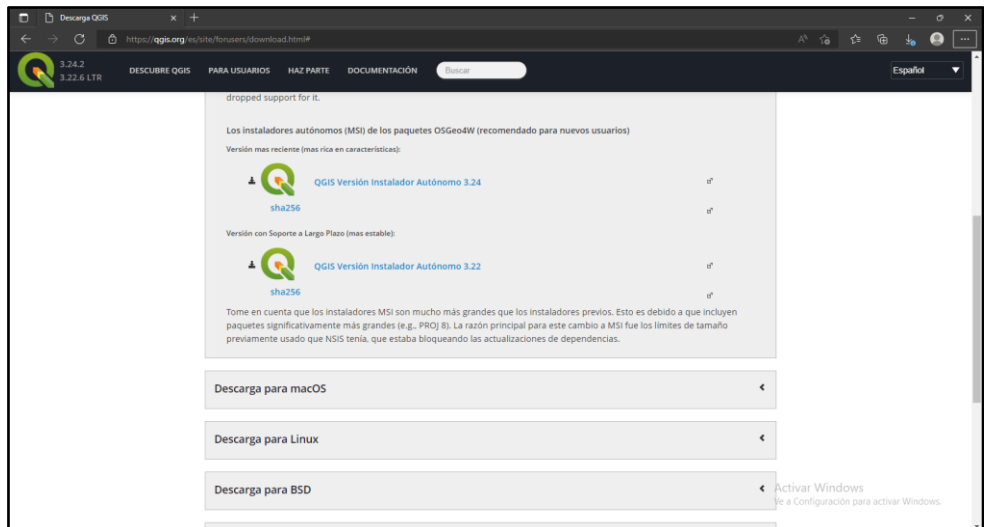 Descarga QGIS
https://qgis.org/es/site/forusers/download.html#
3.24.2
3.22.6 LTR
DESCUBRE QGIS PARA USUARIOS HAZ PARTE DOCUMENTACIÓN Buscar Español
dropped support for it.
Los instaladores autónomos (MSI) de los paquetes OSGeo4W (recomendado para nuevos usuarios)
Versión mas reciente (mas rica en características):
QGIS Versión Instalador Autónomo 3.24
sha256
Versión con Soporte a Largo Plazo (mas estable):
QGIS Versión Instalador Autónomo 3.22
sha256
Tome en cuenta que los instaladores MSI son mucho más grandes que los instaladores previos. Esto es debido a que incluyen
paquetes significativamente más grandes (e.g., PROJ 8). La razón principal para este cambio a MSI fue los límites de tamaño
previamente usado que NSIS tenía, que estaba bloqueando las actualizaciones de dependencias.
Descarga para macOS
Descarga para Linux
Descarga para BSD
Activar Windows
Ve a Configuración para activar Windows.